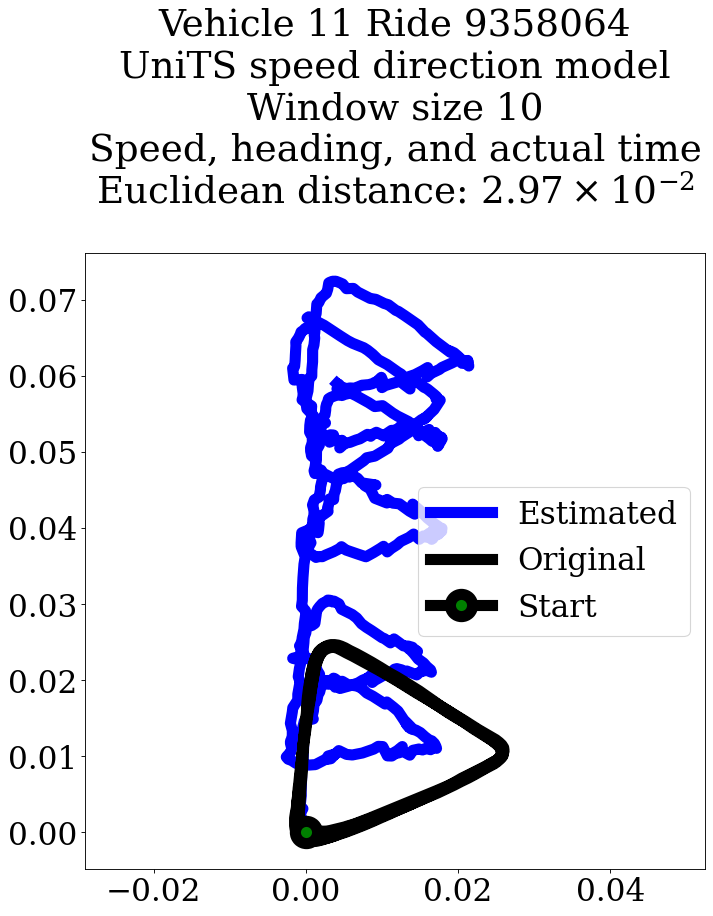 Vehicle 11 Ride 9358064
UniTS speed direction model
Window size 10
Speed, heading, and actual time
Euclidean distance: 2.97 × 10⁻²
0.07
0.06
0.05
0.04
0.03
0.02
0.01
0.00
Estimated
Original
Start
−0.02 0.00 0.02 0.04